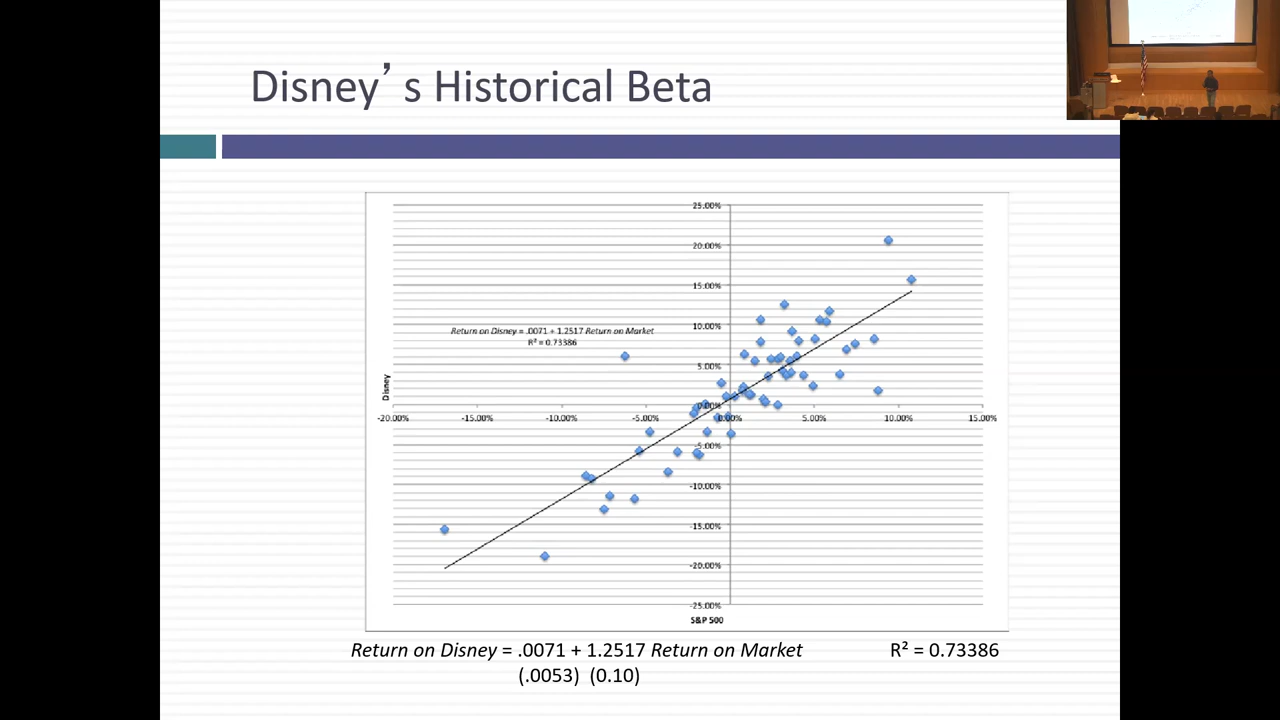 Disney’s Historical Beta
25.00%
20.00%
15.00%
10.00%
Return on Disney = .0071 + 1.2517 Return on Market
R² = 0.73386
5.00%
Disney
0.00%
-20.00% -15.00% -10.00% -5.00% 0.00% 5.00% 10.00% 15.00%
-5.00%
-10.00%
-15.00%
-20.00%
-25.00%
S&P 500
Return on Disney = .0071 + 1.2517 Return on Market R² = 0.73386
(.0053) (0.10)